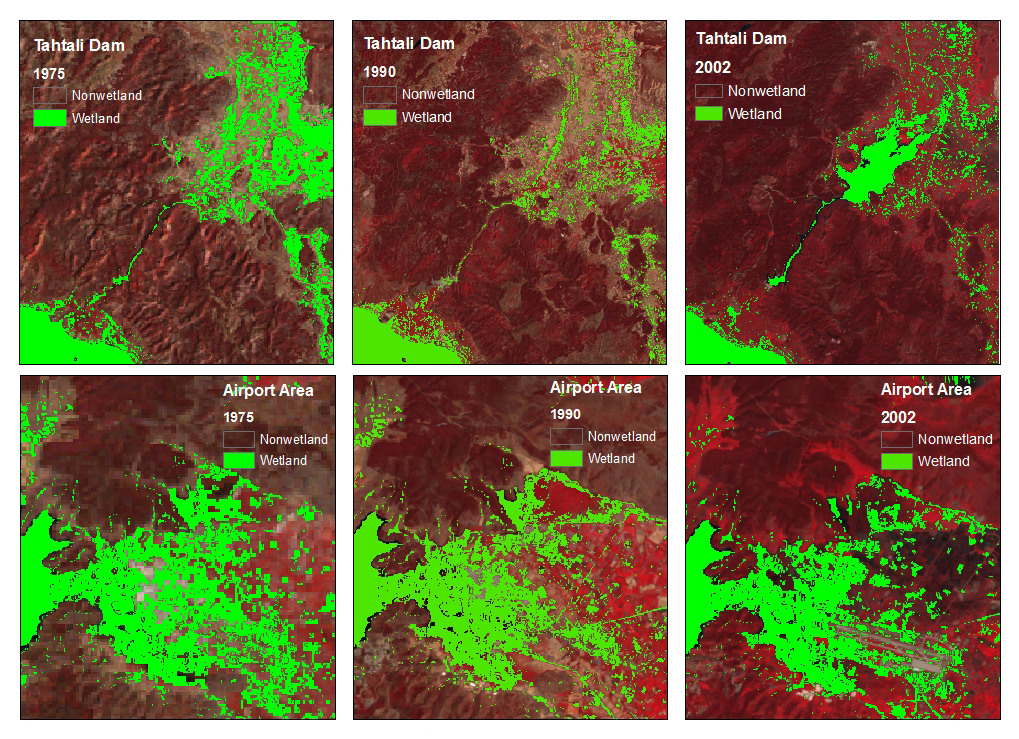 Tahtali Dam
1975
Nonwetland
Wetland
Tahtali Dam
1990
Nonwetland
Wetland
Tahtali Dam
2002
Nonwetland
Wetland
Airport Area
1975
Nonwetland
Wetland
Airport Area
1990
Nonwetland
Wetland
Airport Area
2002
Nonwetland
Wetland